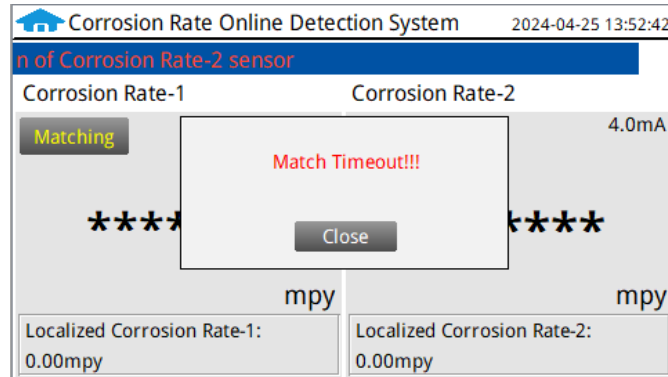 Corrosion Rate Online Detection System 2024-04-25 13:52:42
n of Corrosion Rate-2 sensor
Corrosion Rate-1 Corrosion Rate-2
Matching 4.0mA
Match Timeout!!!
**** ****
Close
mpy mpy
Localized Corrosion Rate-1: Localized Corrosion Rate-2:
0.00mpy 0.00mpy